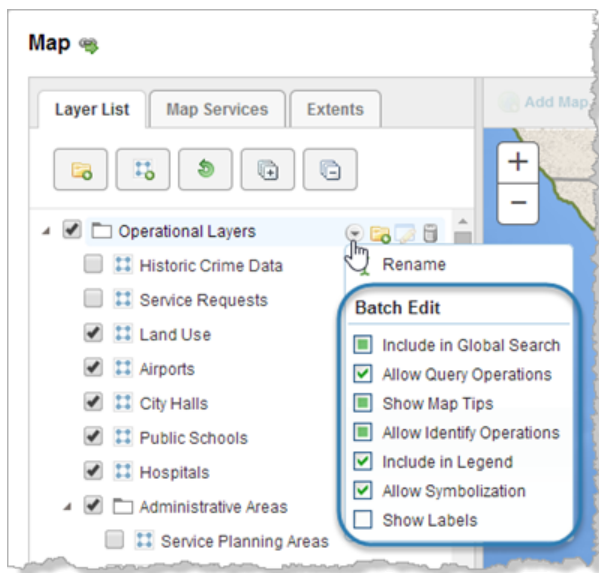 Map
Layer List
Map Services
Extents
Add Map
Operational Layers
Historic Crime Data
Service Requests
Land Use
Airports
City Halls
Public Schools
Hospitals
Administrative Areas
Service Planning Areas
Rename
Batch Edit
Include in Global Search
Allow Query Operations
Show Map Tips
Allow Identify Operations
Include in Legend
Allow Symbolization
Show Labels